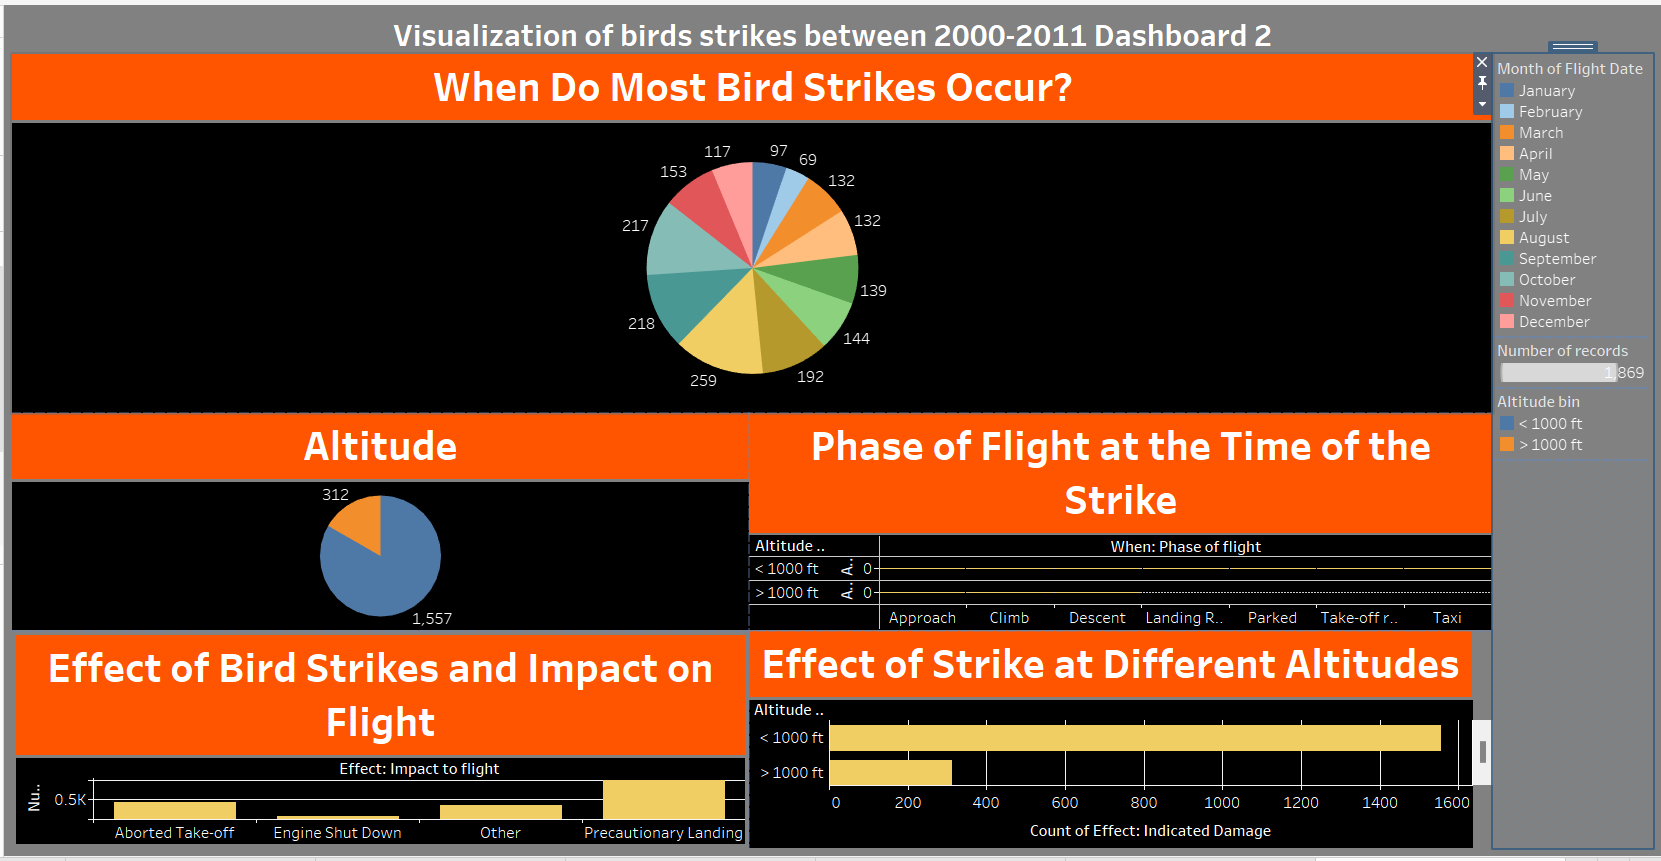 Visualization of birds strikes between 2000-2011 Dashboard 2
When Do Most Bird Strikes Occur?
97
69
132
132
139
144
192
259
218
217
153
117
Month of Flight Date
January
February
March
April
May
June
July
August
September
October
November
December
Number of records
1,869
Altitude bin
< 1000 ft
> 1000 ft
Altitude
312
1,557
Phase of Flight at the Time of the
Strike
Altitude ..
When: Phase of flight
< 1000 ft
A..
0
> 1000 ft
A..
0
Approach
Climb
Descent
Landing R..
Parked
Take-off r..
Taxi
Effect of Bird Strikes and Impact on
Flight
Effect: Impact to flight
Nu..
0.5K
Aborted Take-off
Engine Shut Down
Other
Precautionary Landing
Effect of Strike at Different Altitudes
Altitude ..
< 1000 ft
> 1000 ft
0
200
400
600
800
1000
1200
1400
1600
Count of Effect: Indicated Damage